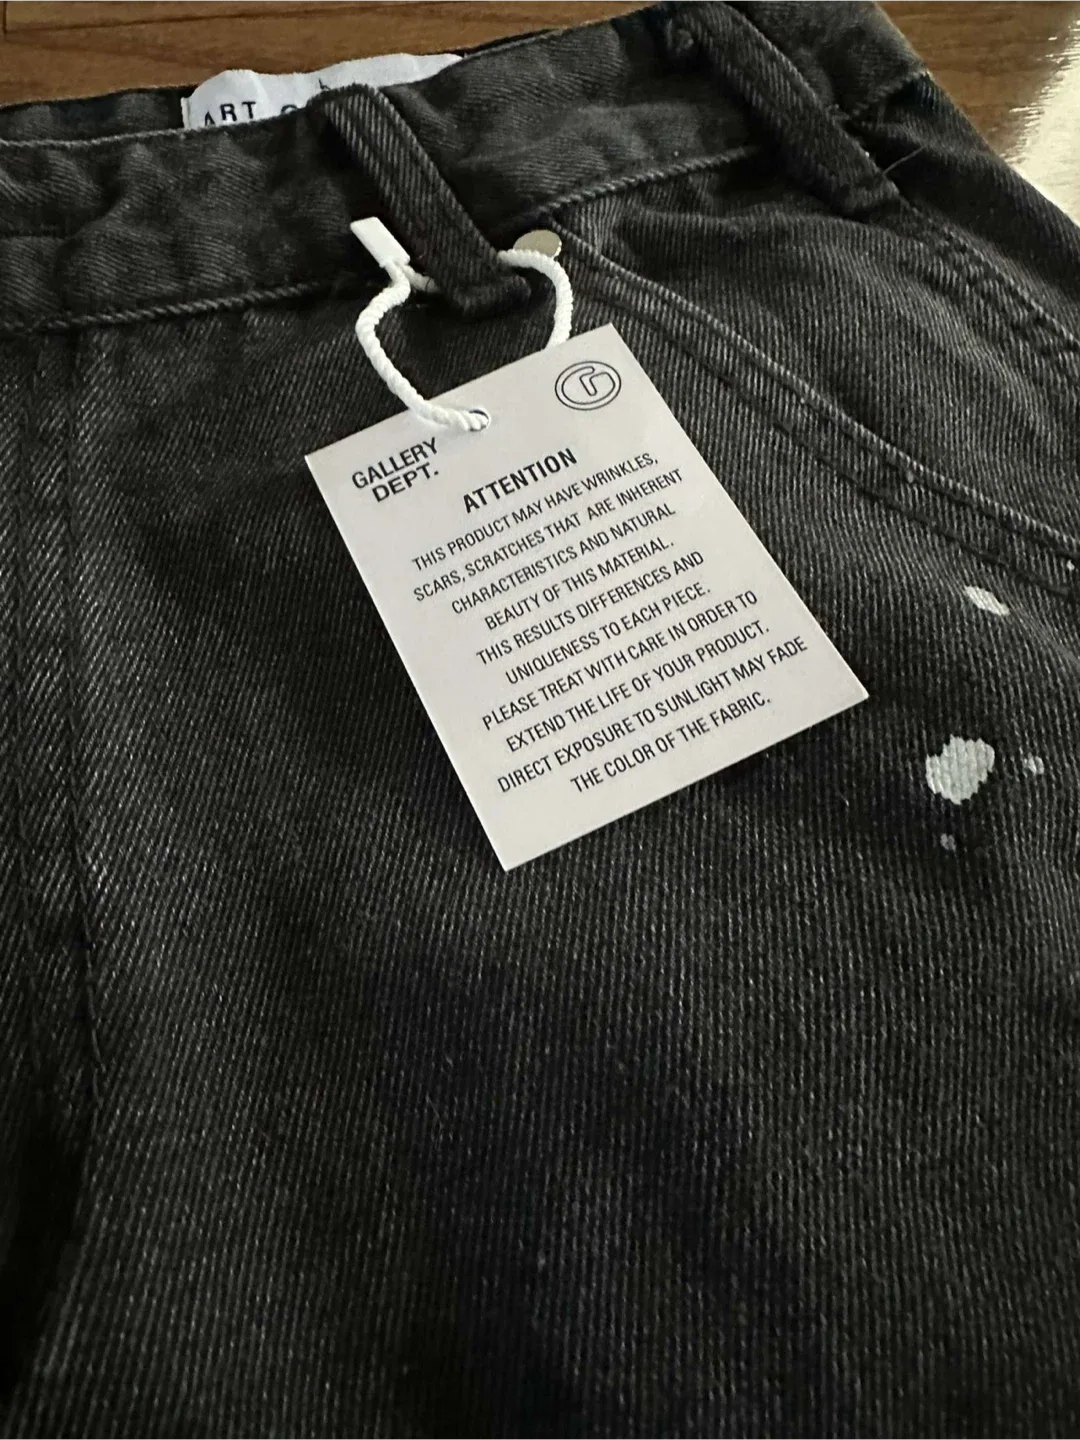 ART
GALLERY
DEPT.
ATTENTION
THIS PRODUCT MAY HAVE WRINKLES,
SCARS, SCRATCHES THAT ARE INHERENT
CHARACTERISTICS AND NATURAL
BEAUTY OF THIS MATERIAL.
THIS RESULTS DIFFERENCES AND
UNIQUENESS TO EACH PIECE.
PLEASE TREAT WITH CARE IN ORDER TO
EXTEND THE LIFE OF YOUR PRODUCT.
DIRECT EXPOSURE TO SUNLIGHT MAY FADE
THE COLOR OF THE FABRIC.